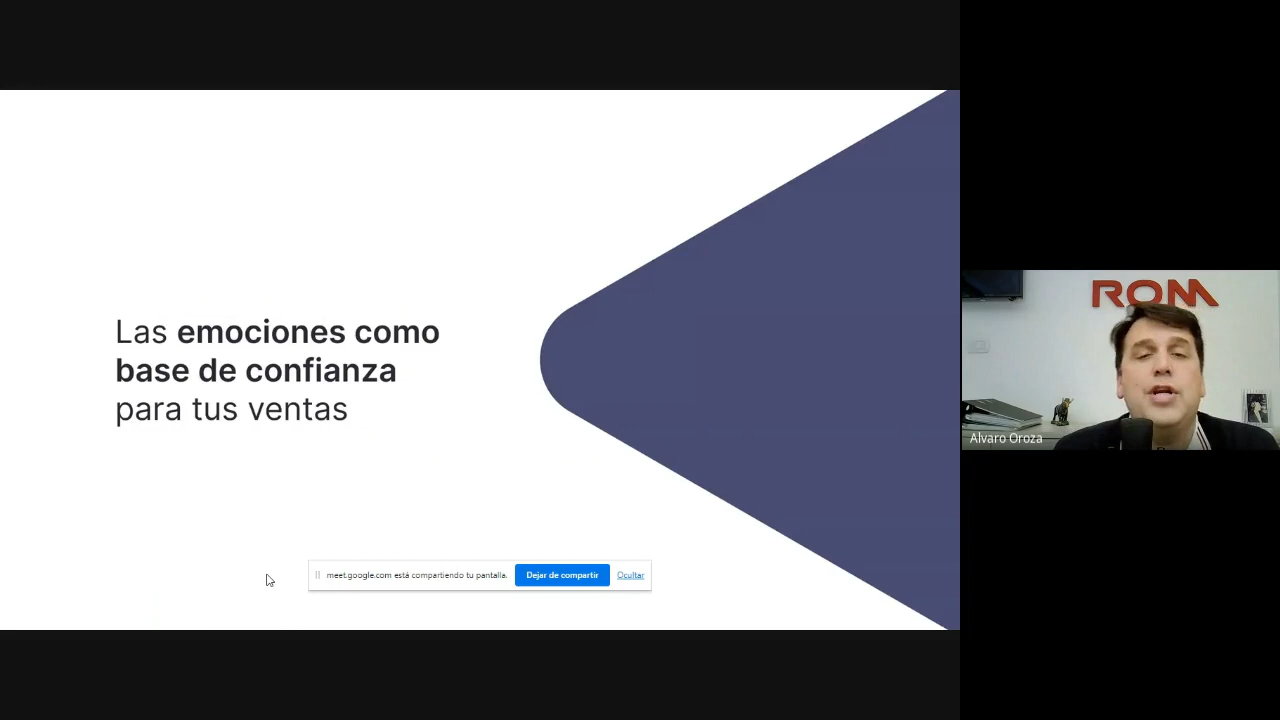 Las emociones como
base de confianza
para tus ventas
meet.google.com está compartiendo tu pantalla.
Dejar de compartir
Ocultar
ROM
Alvaro Oroza